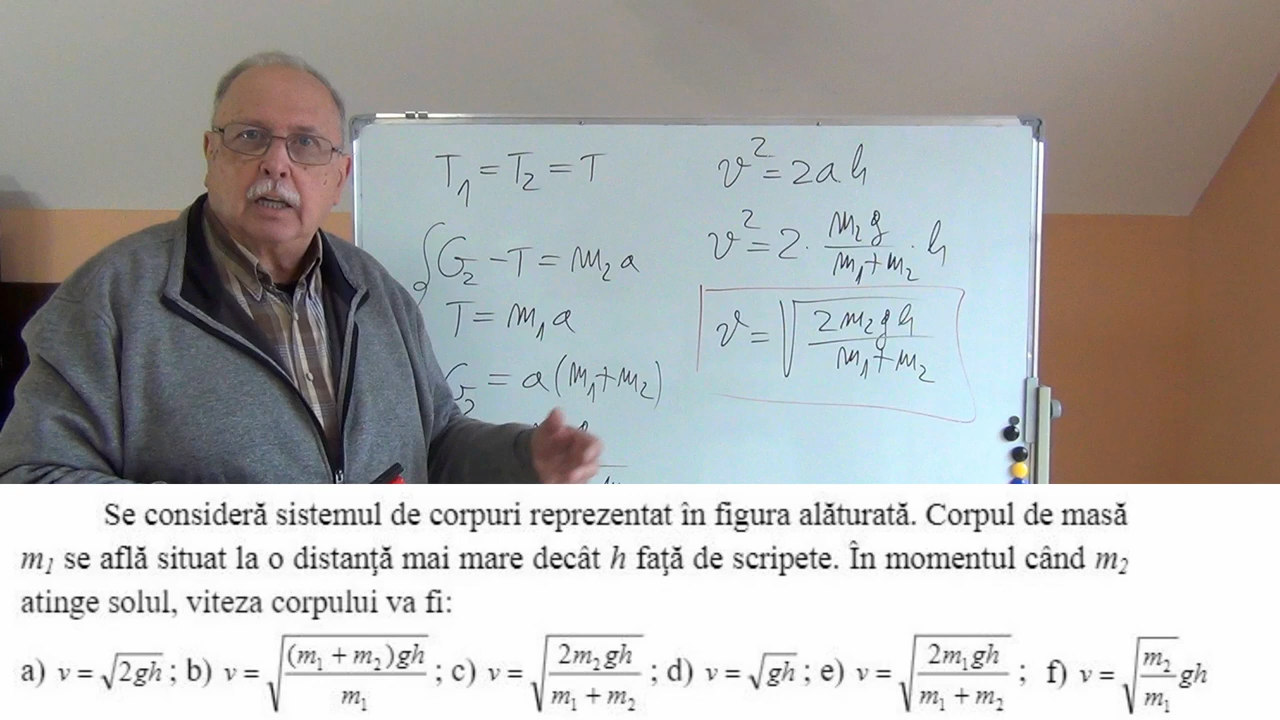 T₁ = T₂ = T
G₂ - T = m₂a
T = m₁a
G₂ = a(m₁+m₂)
v² = 2ah
v² = 2 · m₂g / m₁+m₂ · h
v = √(2m₂gh / m₁+m₂)
Se consideră sistemul de corpuri reprezentat în figura alăturată. Corpul de masă
m₁ se află situat la o distanță mai mare decât h față de scripete. În momentul când m₂
atinge solul, viteza corpului va fi:
a) v = √2gh ; b) v = √((m₁ + m₂)gh / m₁) ; c) v = √(2m₂gh / m₁ + m₂) ; d) v = √gh ; e) v = √(2m₁gh / m₁ + m₂) ; f) v = √(m₂ / m₁) gh